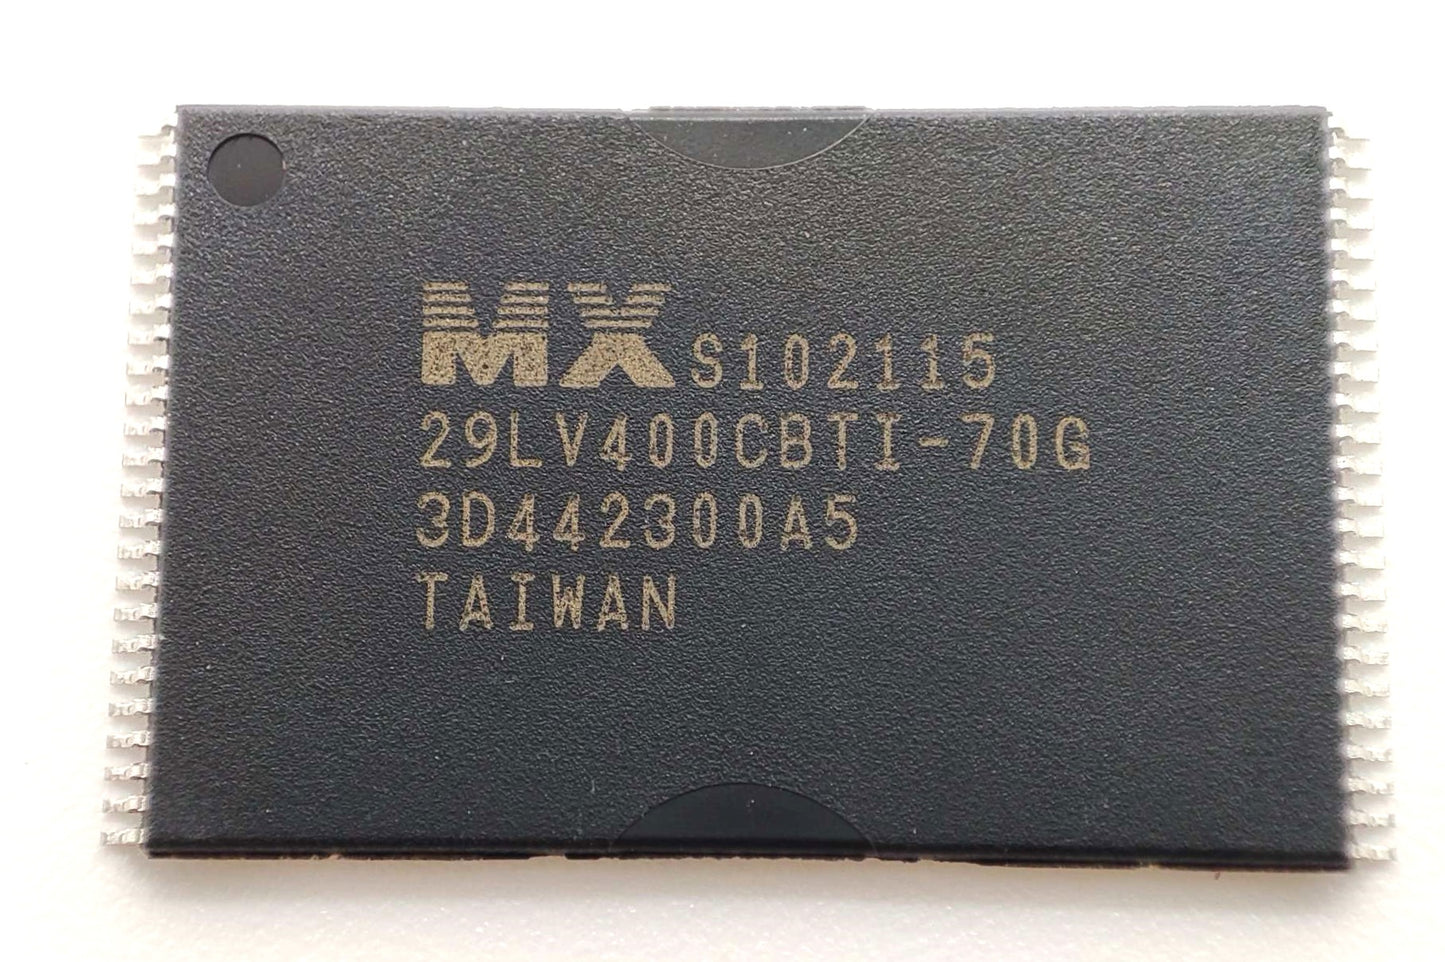 MX S102115
29LV400CBTI-70G
3D442300A5
TAIWAN